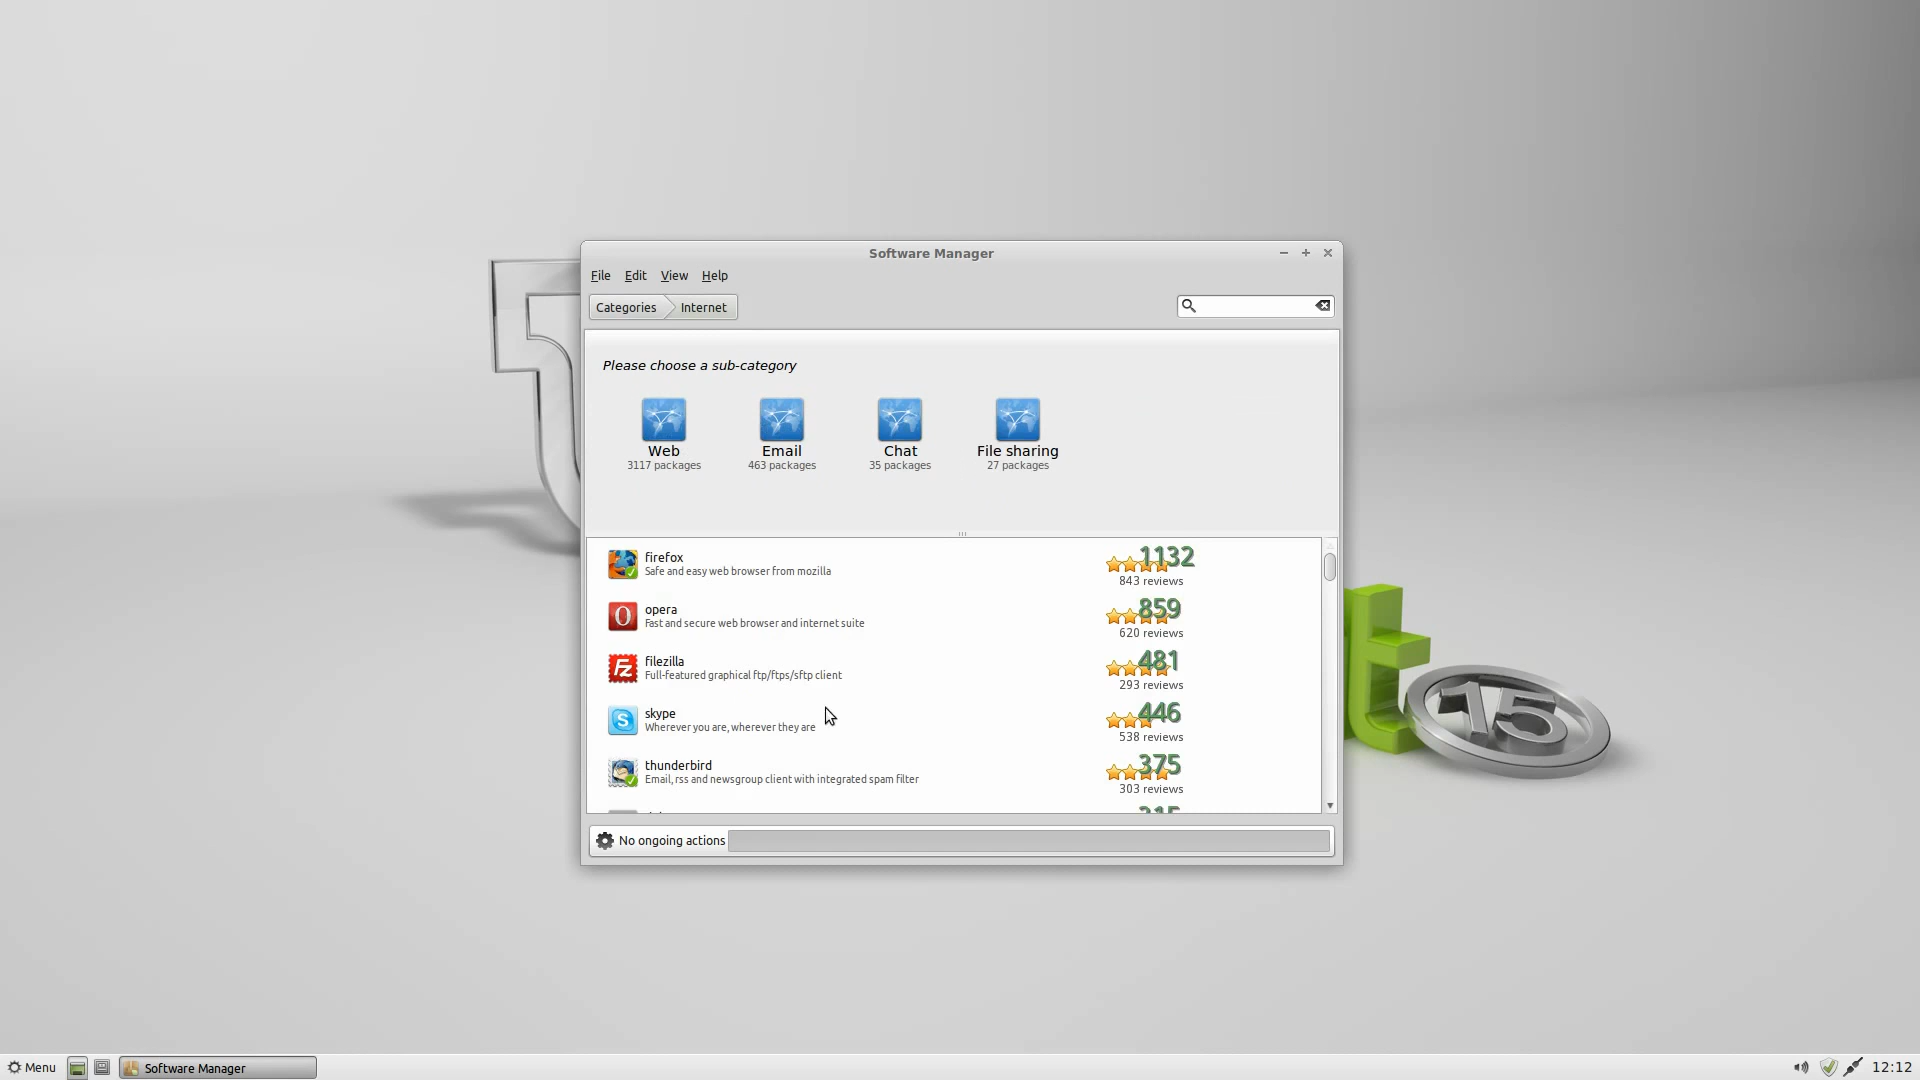 Software Manager
File Edit View Help
Categories Internet
Please choose a sub-category
Web Email Chat File sharing
3117 packages 463 packages 35 packages 27 packages
firefox 1132
Safe and easy web browser from mozilla
843 reviews
opera 859
Fast and secure web browser and internet suite
620 reviews
filezilla 481
Full-featured graphical ftp/ftps/sftp client
293 reviews
skype 446
Wherever you are, wherever they are
538 reviews
thunderbird 375
Email, rss and newsgroup client with integrated spam filter
303 reviews
No ongoing actions
t 15
Menu Software Manager 12:12